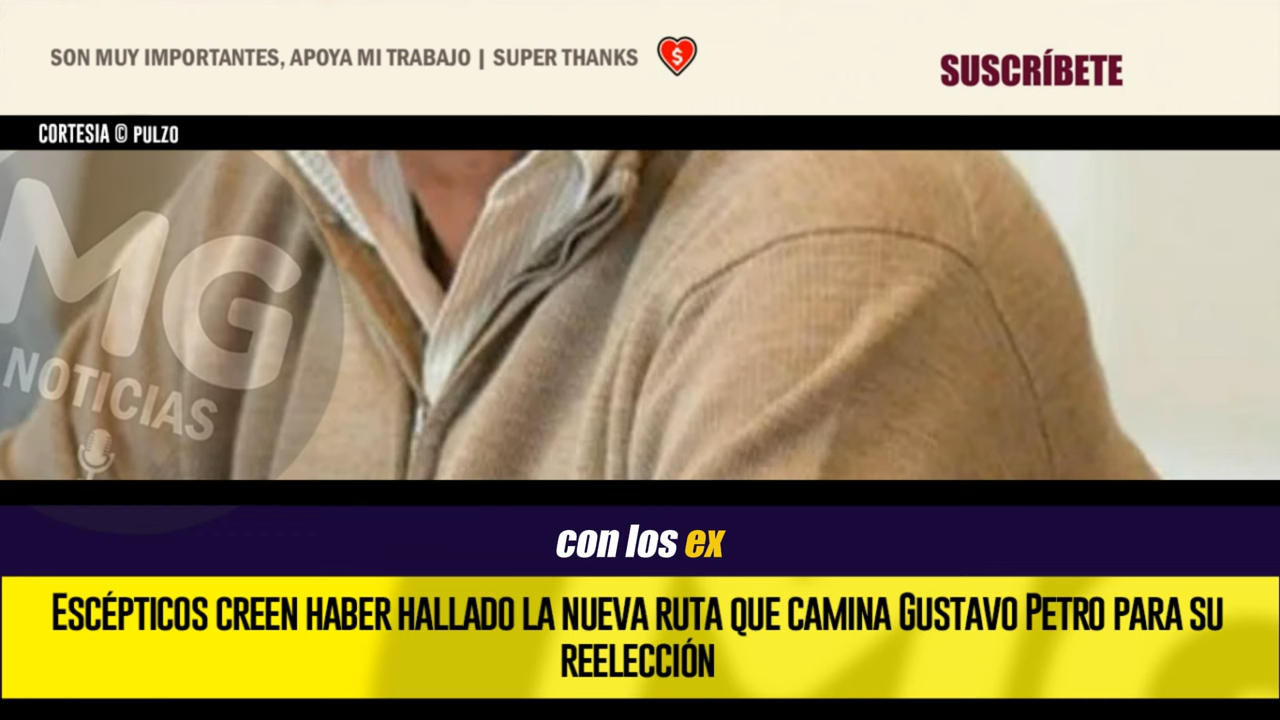 SON MUY IMPORTANTES, APOYA MI TRABAJO | SUPER THANKS $
SUSCRÍBETE
CORTESIA © PULZO
MG
NOTICIAS
con los ex
ESCÉPTICOS CREEN HABER HALLADO LA NUEVA RUTA QUE CAMINA GUSTAVO PETRO PARA SU
REELECCIÓN